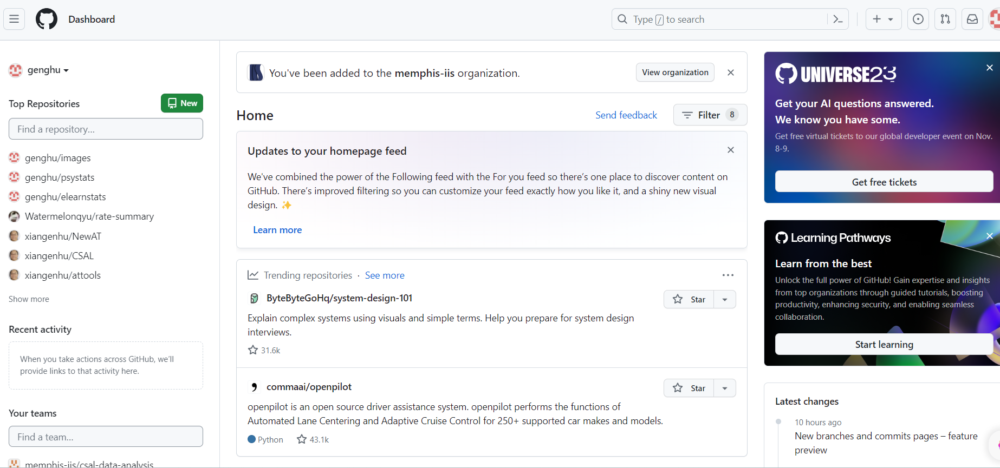 Dashboard
Type / to search
genghu
Top Repositories
New
Find a repository...
genghu/images
genghu/psystats
genghu/elearnstats
Watermelonqyu/rate-summary
xiangenhu/NewAT
xiangenhu/CSAL
xiangenhu/attools
Show more
Recent activity
When you take actions across GitHub, we’ll
provide links to that activity here.
Your teams
Find a team...
memphis-iis/csal-data-analysis
You've been added to the memphis-iis organization.
View organization
Home
Send feedback
Filter 8
Updates to your homepage feed
We've combined the power of the Following feed with the For you feed so there’s one place to discover content on
GitHub. There’s improved filtering so you can customize your feed exactly how you like it, and a shiny new visual
design. ✨
Learn more
Trending repositories · See more
ByteByteGoHq/system-design-101
Star
Explain complex systems using visuals and simple terms. Help you prepare for system design
interviews.
31.6k
commaai/openpilot
Star
openpilot is an open source driver assistance system. openpilot performs the functions of
Automated Lane Centering and Adaptive Cruise Control for 250+ supported car makes and models.
Python 43.1k
UNIVERSE23
Get your AI questions answered.
We know you have some.
Get free virtual tickets to our global developer event on Nov.
8-9.
Get free tickets
Learning Pathways
Learn from the best
Unlock the full power of GitHub! Gain expertise and insights
from top organizations through guided tutorials, boosting
productivity, enhancing security, and enabling seamless
collaboration.
Start learning
Latest changes
10 hours ago
New branches and commits pages – feature
preview